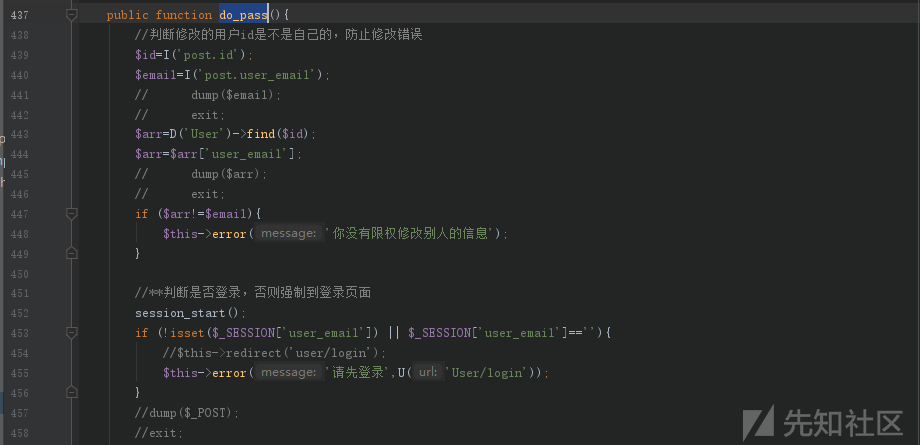 437 public function do_pass(){
438 //判断修改的用户id是不是自己的，防止修改错误
439 $id=I('post.id');
440 $email=I('post.user_email');
441 // dump($email);
442 // exit;
443 $arr=D('User')->find($id);
444 $arr=$arr['user_email'];
445 // dump($arr);
446 // exit;
447 if ($arr!=$email){
448 $this->error( message: '你没有限权修改别人的信息');
449 }
450
451 //**判断是否登录，否则强制到登录页面
452 session_start();
453 if (!isset($_SESSION['user_email']) || $_SESSION['user_email']==''){
454 //$this->redirect('user/login');
455 $this->error( message: '请先登录',U( url: 'User/login'));
456 }
457 //dump($_POST);
458 //exit;
先知社区